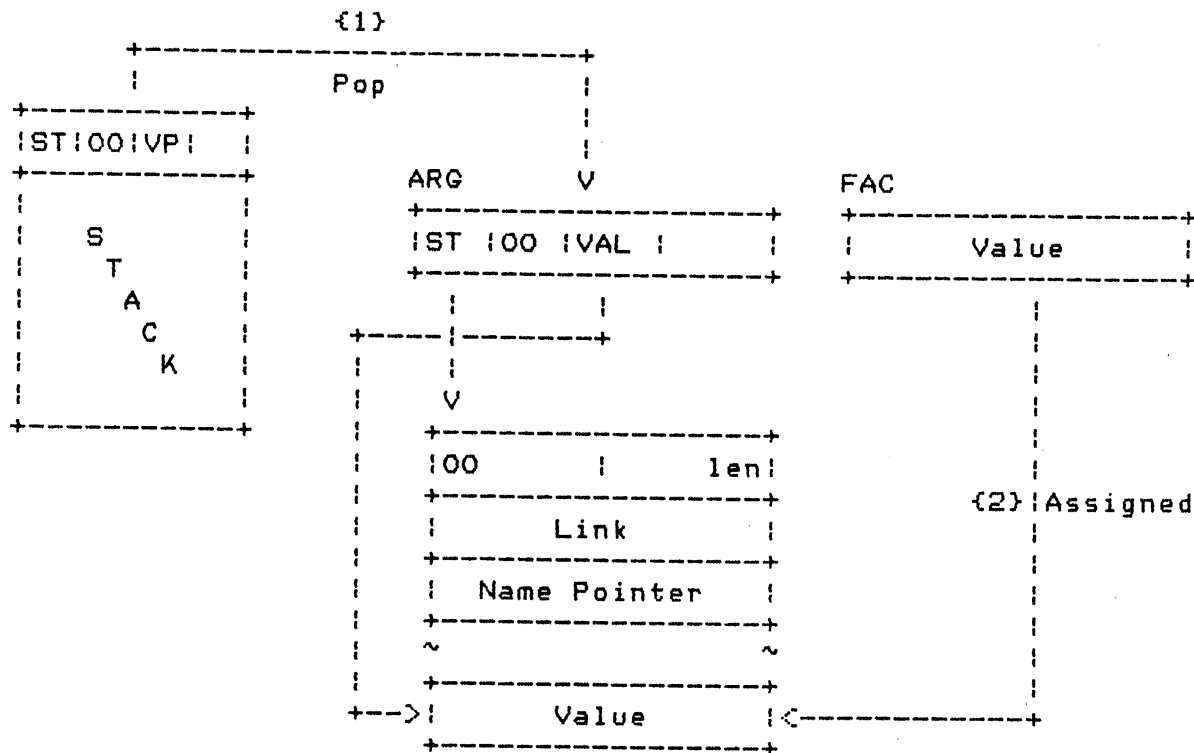 {1}
Pop
ST 00 VP
ARG
FAC
ST 00 VAL
Value
S
T
A
C
K
00 len
{2} Assigned
Link
Name Pointer
Value